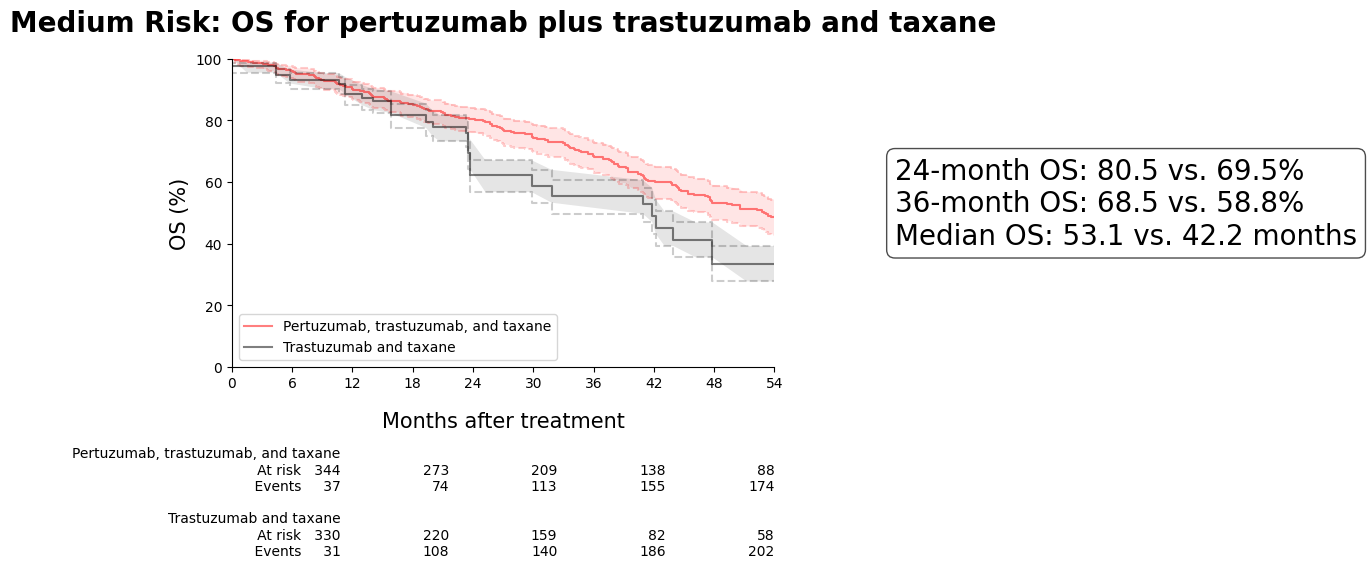 Medium Risk: OS for pertuzumab plus trastuzumab and taxane
100
80
60
40
20
0
OS (%)
24-month OS: 80.5 vs. 69.5%
36-month OS: 68.5 vs. 58.8%
Median OS: 53.1 vs. 42.2 months
Pertuzumab, trastuzumab, and taxane
Trastuzumab and taxane
0 6 12 18 24 30 36 42 48 54
Months after treatment
Pertuzumab, trastuzumab, and taxane
At risk 344 273 209 138 88
Events 37 74 113 155 174
Trastuzumab and taxane
At risk 330 220 159 82 58
Events 31 108 140 186 202